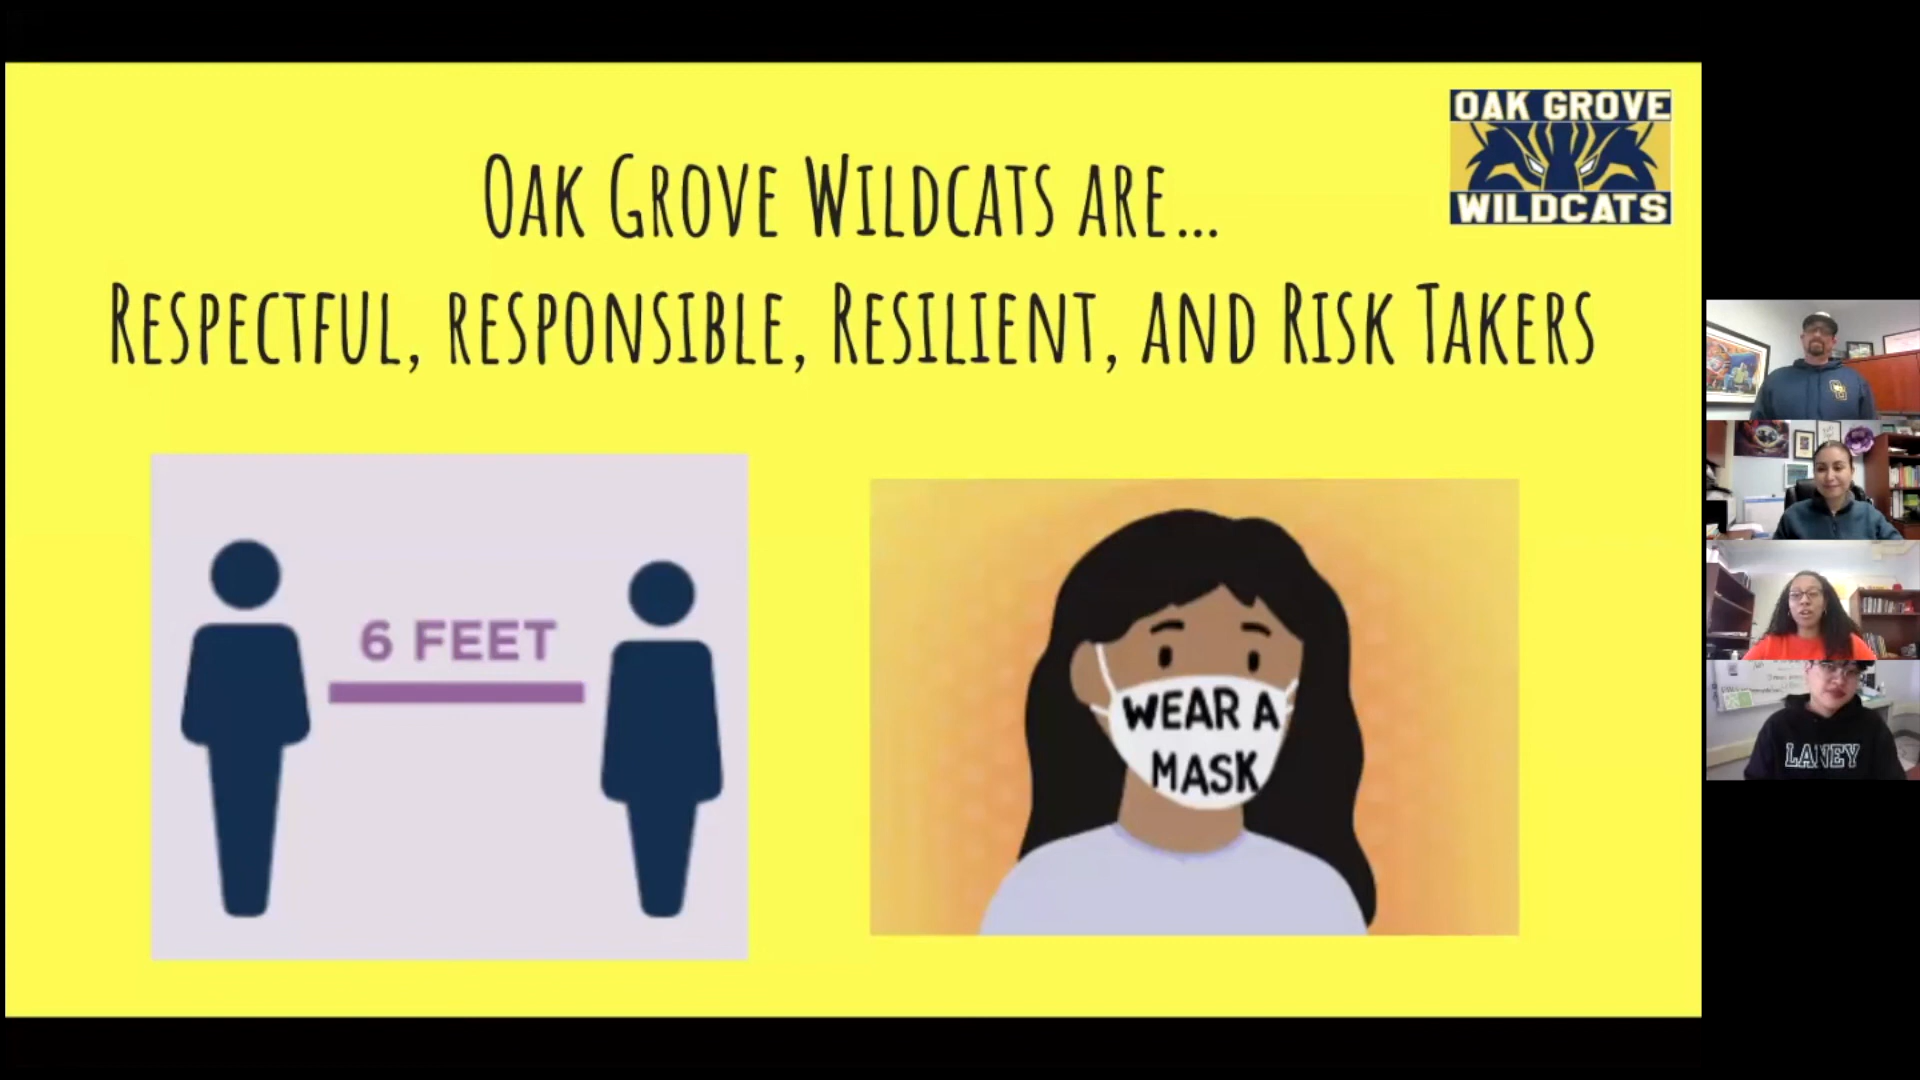 OAK GROVE
WILDCATS
OAK GROVE WILDCATS ARE...
RESPECTFUL, RESPONSIBLE, RESILIENT, AND RISK TAKERS
6 FEET
WEAR A
MASK
LANEY